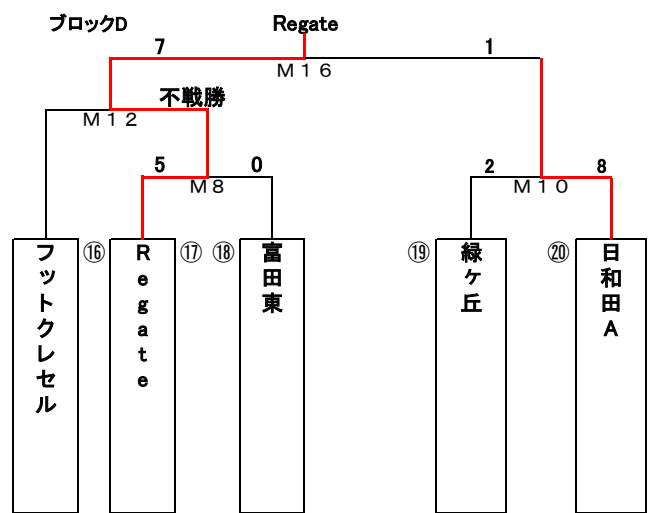 ブロックD Regate
7 1
M16
不戦勝
M12
5 0 2 8
M8 M10
⑯ ⑰ ⑱ ⑲ ⑳
フットクレセル
Regate
富田東
緑ケ丘
日和田A